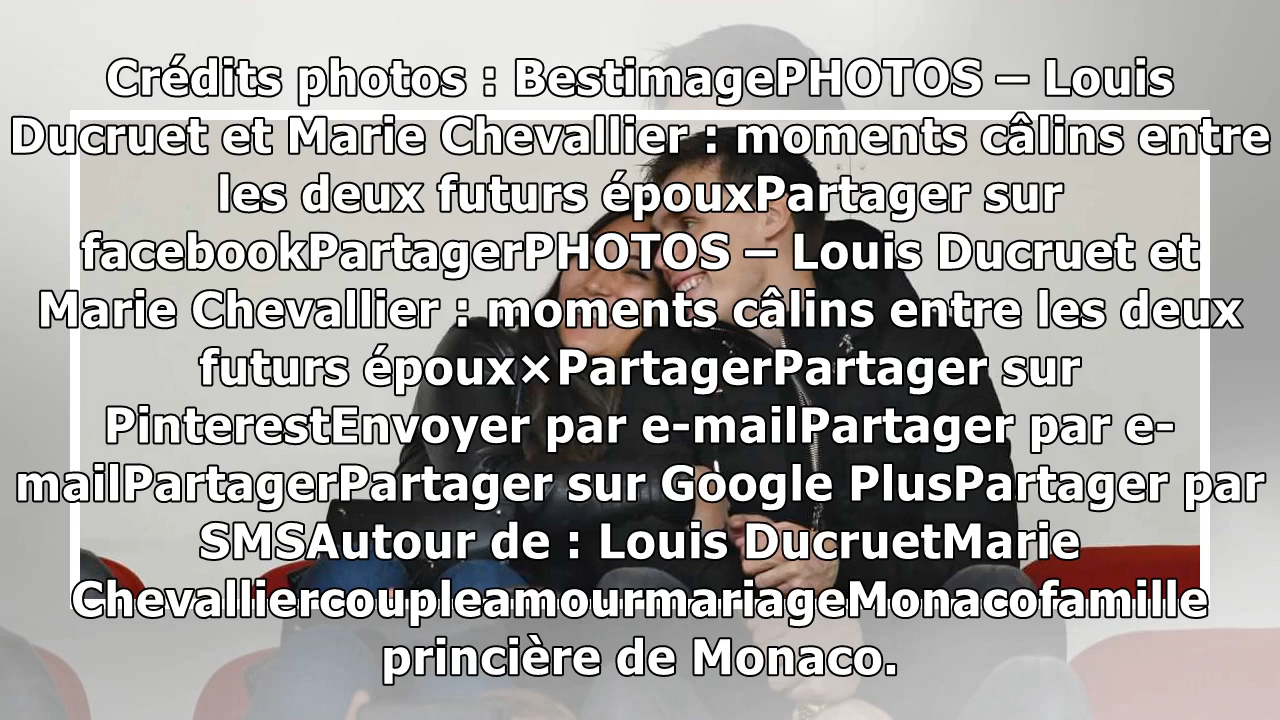 Crédits photos : BestimagePHOTOS – Louis
Ducruet et Marie Chevallier : moments câlins entre
les deux futurs épouxPartager sur
facebookPartagerPHOTOS – Louis Ducruet et
Marie Chevallier : moments câlins entre les deux
futurs époux×PartagerPartager sur
PinterestEnvoyer par e-mailPartager par e-
mailPartagerPartager sur Google PlusPartager par
SMSAutour de : Louis DucruetMarie
ChevalliercoupleamourmariageMonacofamille
princière de Monaco.